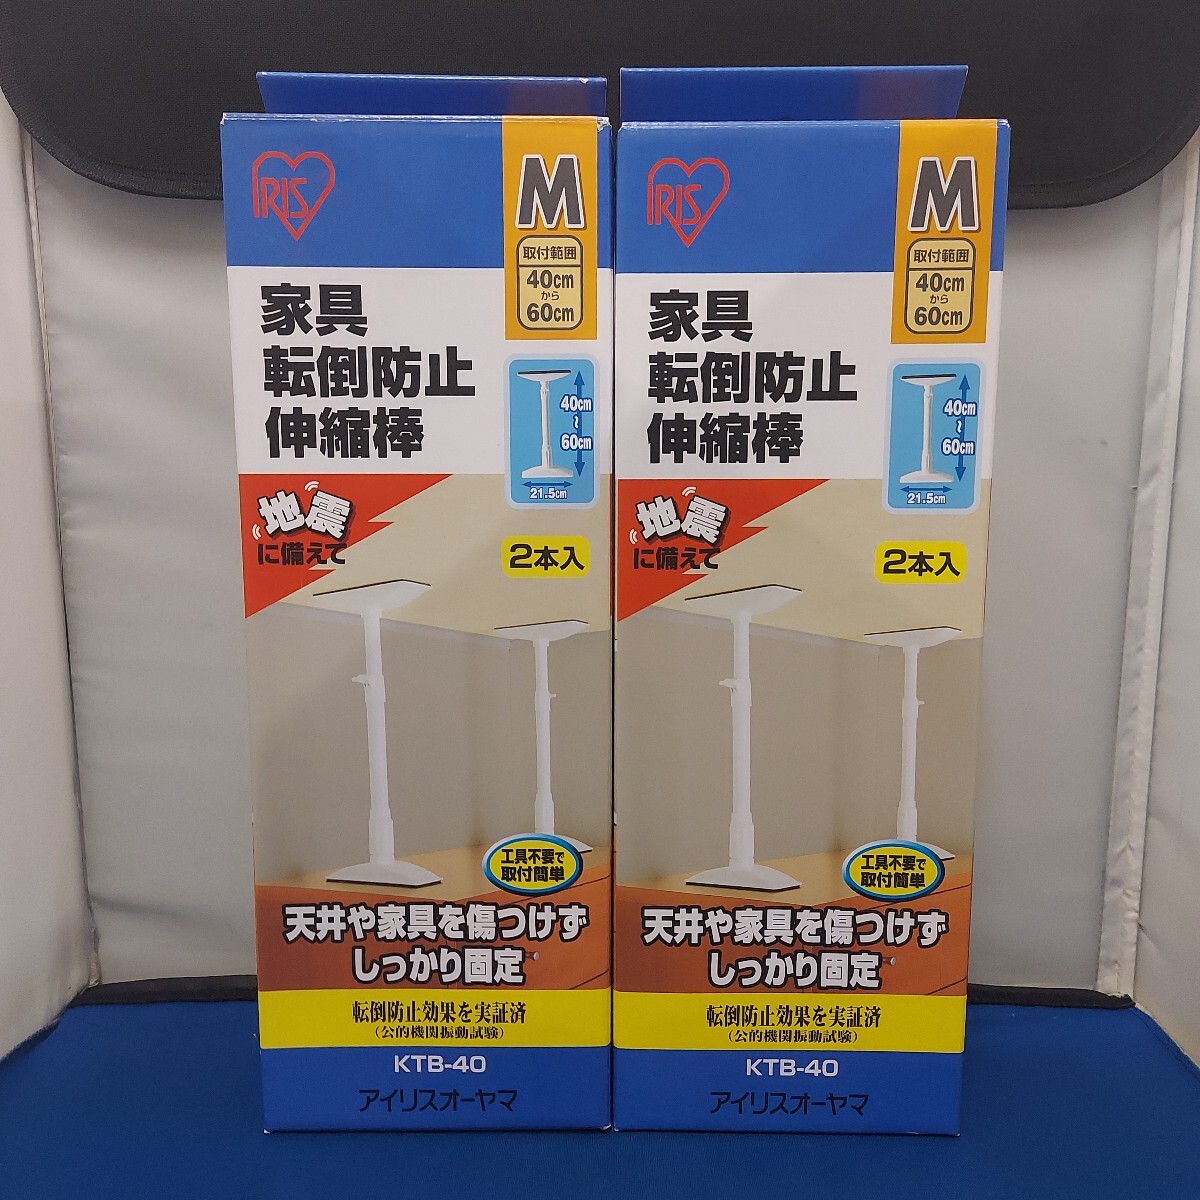 IRIS
M
取付範囲
40cm
から
60cm
家具
転倒防止
伸縮棒
40cm
~
60cm
21.5cm
地震
に備えて
2本入
工具不要で
取付簡単
天井や家具を傷つけず
しっかり固定
転倒防止効果を実証済
(公的機関振動試験)
KTB-40
アイリスオーヤマ
IRIS
M
取付範囲
40cm
から
60cm
家具
転倒防止
伸縮棒
40cm
~
60cm
21.5cm
地震
に備えて
2本入
工具不要で
取付簡単
天井や家具を傷つけず
しっかり固定
転倒防止効果を実証済
(公的機関振動試験)
KTB-40
アイリスオーヤマ